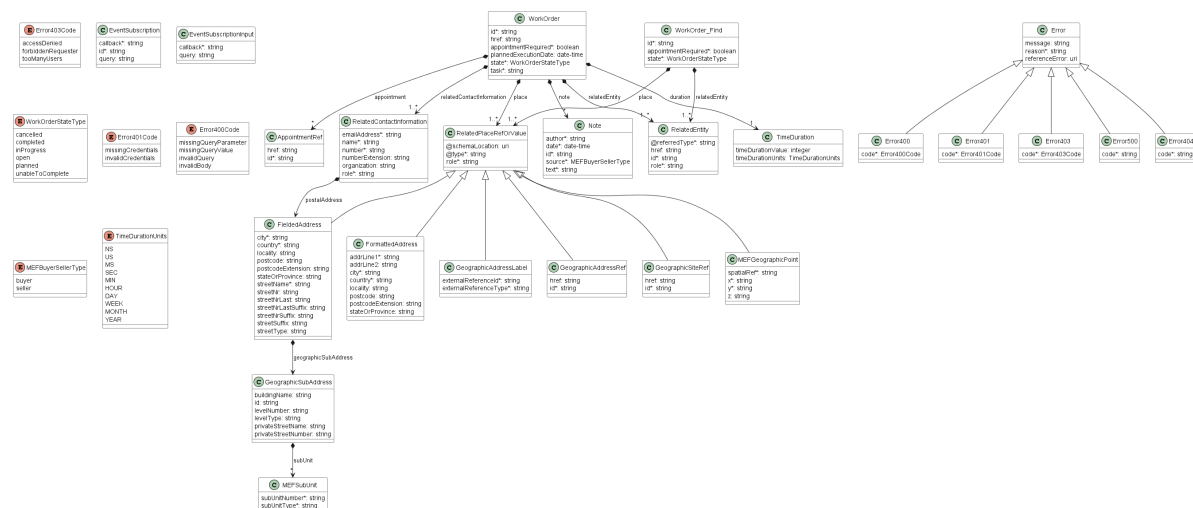 E Error403Code
accessDenied
forbiddenRequester
tooManyUsers
C EventSubscription
callback*: string
id*: string
query: string
C EventSubscriptionInput
callback*: string
query: string
C WorkOrder
id*: string
href: string
appointmentRequired*: boolean
plannedExecutionDate: date-time
state*: WorkOrderStateType
task*: string
C WorkOrder_Find
id*: string
appointmentRequired*: boolean
state*: WorkOrderStateType
C Error
message: string
reason*: string
referenceError: uri
appointment
relatedContactInformation
place
note
relatedEntity
place
duration
relatedEntity
*
1..*
1..*
1..*
*
1..*
1..*
1
E WorkOrderStateType
cancelled
completed
inProgress
open
planned
unableToComplete
E Error401Code
missingCredentials
invalidCredentials
E Error400Code
missingQueryParameter
missingQueryValue
invalidQuery
invalidBody
C AppointmentRef
href: string
id*: string
C RelatedContactInformation
emailAddress*: string
name*: string
number*: string
numberExtension: string
organization: string
role*: string
C RelatedPlaceRefOrValue
@schemaLocation: uri
@type*: string
role*: string
C Note
author*: string
date*: date-time
id*: string
source*: MEFBuyerSellerType
text*: string
C RelatedEntity
@referredType*: string
href: string
id*: string
role*: string
C TimeDuration
timeDurationValue: integer
timeDurationUnits: TimeDurationUnits
C Error400
code*: Error400Code
C Error401
code*: Error401Code
C Error403
code*: Error403Code
C Error500
code*: string
C Error404
code*: string
postalAddress
E MEFBuyerSellerType
buyer
seller
E TimeDurationUnits
NS
US
MS
SEC
MIN
HOUR
DAY
WEEK
MONTH
YEAR
C FieldedAddress
city*: string
country*: string
locality: string
postcode: string
postcodeExtension: string
stateOrProvince: string
streetName*: string
streetNr: string
streetNrLast: string
streetNrLastSuffix: string
streetNrSuffix: string
streetSuffix: string
streetType: string
C FormattedAddress
addrLine1*: string
addrLine2: string
city*: string
country*: string
locality: string
postcode: string
postcodeExtension: string
stateOrProvince: string
C GeographicAddressLabel
externalReferenceId*: string
externalReferenceType*: string
C GeographicAddressRef
href: string
id*: string
C GeographicSiteRef
href: string
id*: string
C MEFGeographicPoint
spatialRef*: string
x*: string
y*: string
z: string
geographicSubAddress
C GeographicSubAddress
buildingName: string
id: string
levelNumber: string
levelType: string
privateStreetName: string
privateStreetNumber: string
subUnit
*
C MEFSubUnit
subUnitNumber*: string
subUnitType*: string